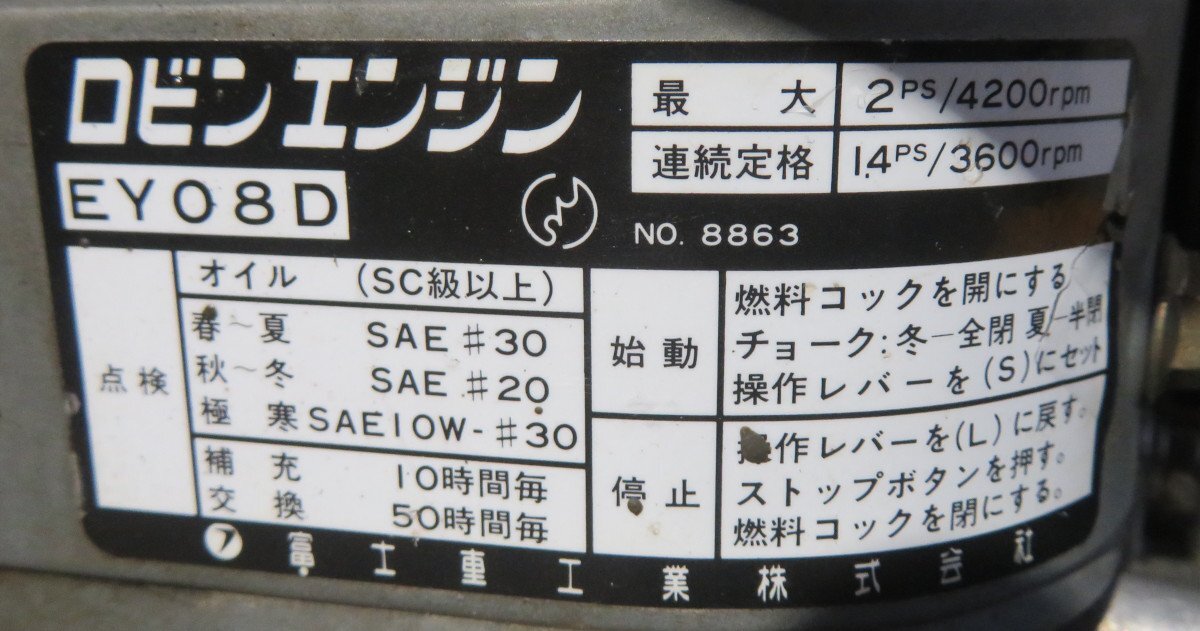 ロビンエンジン
EY08D
最大 2PS/4200rpm
連続定格 1.4PS/3600rpm
NO. 8863
点検
オイル (SC級以上)
春〜夏 SAE #30
秋〜冬 SAE #20
極寒 SAE10W-#30
補充 10時間毎
交換 50時間毎
始動
燃料コックを開にする
チョーク:冬−全閉 夏−半閉
操作レバーを(S)にセット
停止
操作レバーを(L)に戻す。
ストップボタンを押す。
燃料コックを閉にする。
富士重工業株式会社